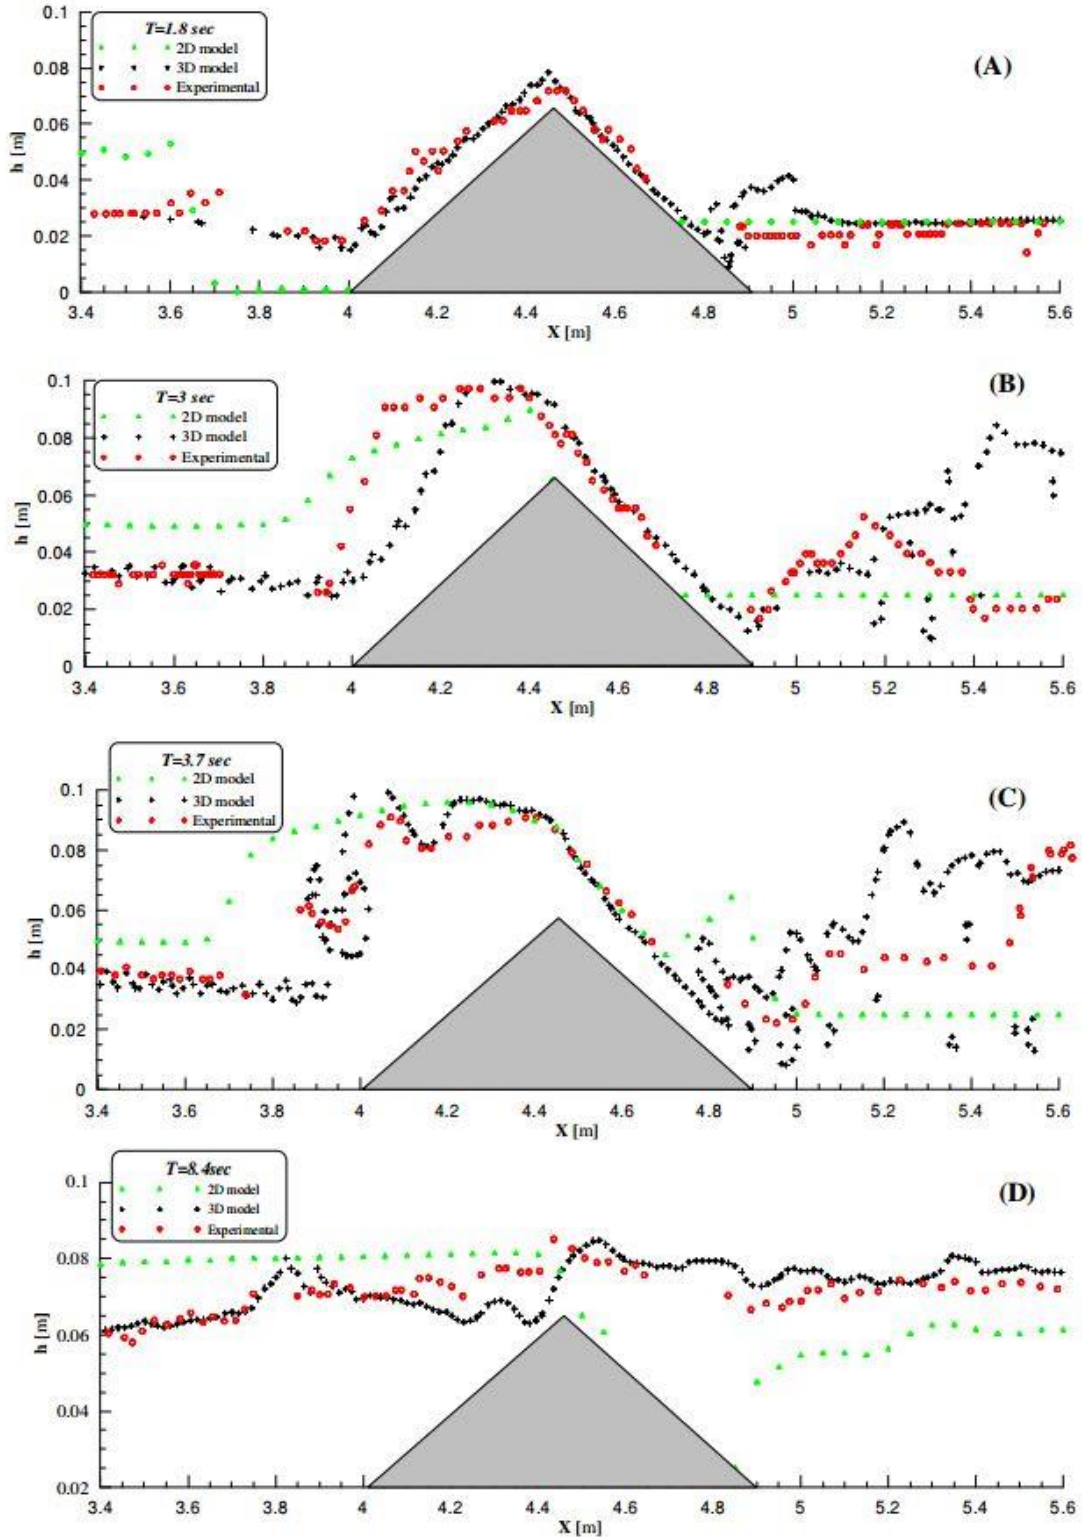 0.1
T=1.8 sec
2D model
3D model
Experimental
(A)
0.08
0.06
h [m]
0.04
0.02
0
3.4 3.6 3.8 4 4.2 4.4 4.6 4.8 5 5.2 5.4 5.6
X [m]
0.1
T=3 sec
2D model
3D model
Experimental
(B)
0.08
0.06
h [m]
0.04
0.02
0
3.4 3.6 3.8 4 4.2 4.4 4.6 4.8 5 5.2 5.4 5.6
X [m]
T=3.7 sec
2D model
3D model
Experimental
(C)
0.1
0.08
0.06
h [m]
0.04
0.02
0
3.4 3.6 3.8 4 4.2 4.4 4.6 4.8 5 5.2 5.4 5.6
X [m]
T=8.4sec
2D model
3D model
Experimental
(D)
0.1
0.08
0.06
h [m]
0.04
0.02
3.4 3.6 3.8 4 4.2 4.4 4.6 4.8 5 5.2 5.4 5.6
X [m]